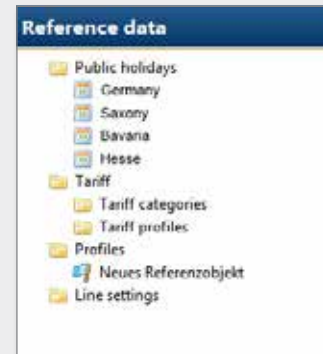 Reference data
Public holidays
Germany
Saxony
Bavaria
Hesse
Tariff
Tariff categories
Tariff profiles
Profiles
Neues Referenzobjekt
Line settings